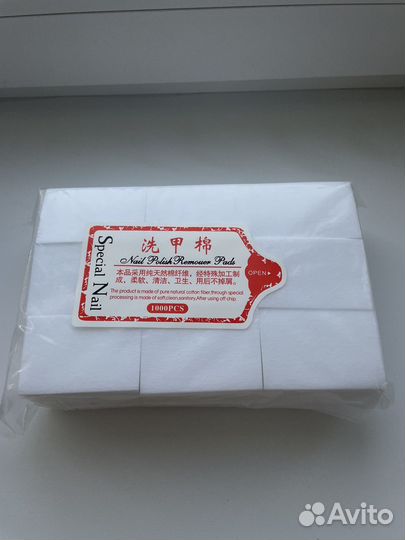 Special Nail
洗甲棉
Nail Polish Remouer Pads
本品采用纯天然棉纤维，经特殊加工制
成，柔软、清洁、卫生、用后不掉屑。
The product is made of pure natural cotton fiber,through special
processing is made of soft,clean,sanitary,After using off chip.
1000PCS
OPEN
Avito